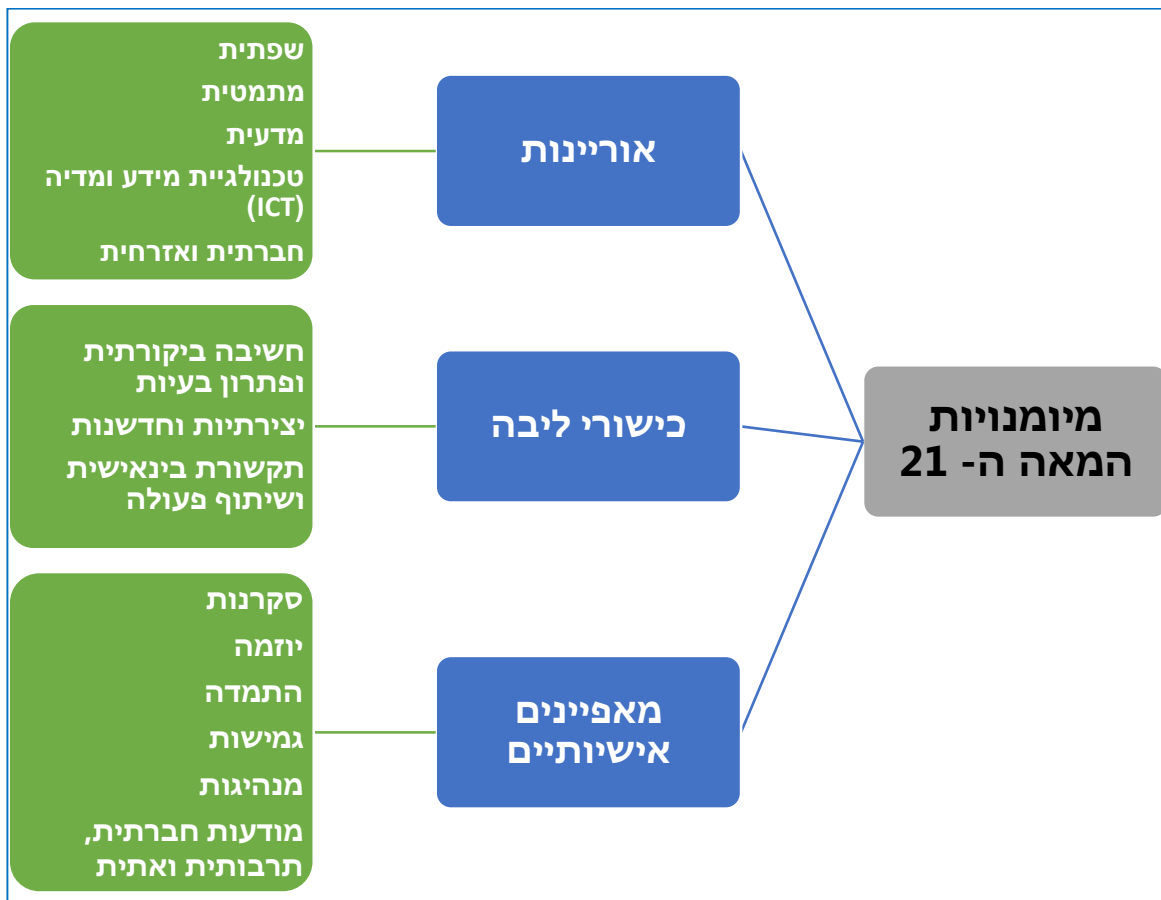 מיומנויות
המאה ה- 21
אוריינות
שפתית
מתמטית
מדעית
טכנולגיית מידע ומדיה
(ICT)
חברתית ואזרחית
כישורי ליבה
חשיבה ביקורתית
ופתרון בעיות
יצירתיות וחדשנות
תקשורת בינאישית
ושיתוף פעולה
מאפיינים
אישיותיים
סקרנות
יוזמה
התמדה
גמישות
מנהיגות
מודעות חברתית,
תרבותית ואתית